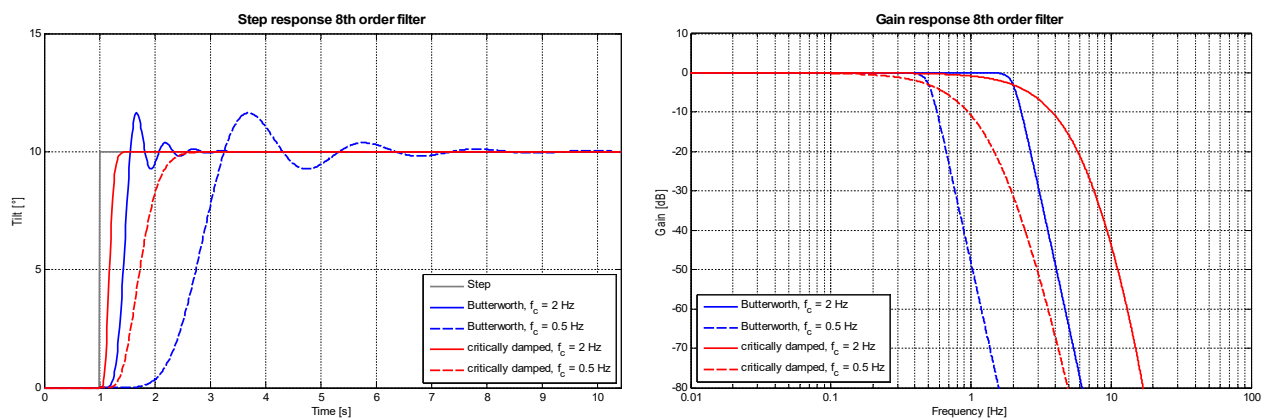 Step response 8th order filter
15
10
5
0
Tilt [°]
0 1 2 3 4 5 6 7 8 9 10
Time [s]
Step
Butterworth, fc = 2 Hz
Butterworth, fc = 0.5 Hz
critically damped, fc = 2 Hz
critically damped, fc = 0.5 Hz
Gain response 8th order filter
10
0
-10
-20
-30
-40
-50
-60
-70
-80
Gain [dB]
0.01 0.1 1 10 100
Frequency [Hz]
Butterworth, fc = 2 Hz
Butterworth, fc = 0.5 Hz
critically damped, fc = 2 Hz
critically damped, fc = 0.5 Hz